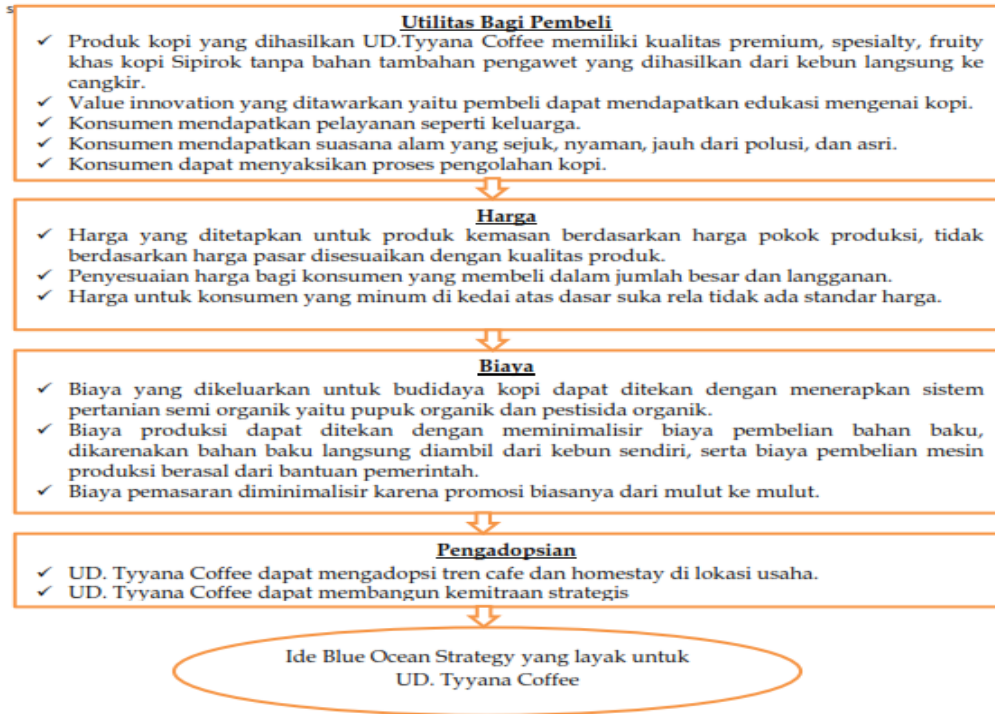 s
Utilitas Bagi Pembeli
✓ Produk kopi yang dihasilkan UD.Tyyana Coffee memiliki kualitas premium, spesialty, fruity
khas kopi Sipirok tanpa bahan tambahan pengawet yang dihasilkan dari kebun langsung ke
cangkir.
✓ Value innovation yang ditawarkan yaitu pembeli dapat mendapatkan edukasi mengenai kopi.
✓ Konsumen mendapatkan pelayanan seperti keluarga.
✓ Konsumen mendapatkan suasana alam yang sejuk, nyaman, jauh dari polusi, dan asri.
✓ Konsumen dapat menyaksikan proses pengolahan kopi.
Harga
✓ Harga yang ditetapkan untuk produk kemasan berdasarkan harga pokok produksi, tidak
berdasarkan harga pasar disesuaikan dengan kualitas produk.
✓ Penyesuaian harga bagi konsumen yang membeli dalam jumlah besar dan langganan.
✓ Harga untuk konsumen yang minum di kedai atas dasar suka rela tidak ada standar harga.
Biaya
✓ Biaya yang dikeluarkan untuk budidaya kopi dapat ditekan dengan menerapkan sistem
pertanian semi organik yaitu pupuk organik dan pestisida organik.
✓ Biaya produksi dapat ditekan dengan meminimalisir biaya pembelian bahan baku,
dikarenakan bahan baku langsung diambil dari kebun sendiri, serta biaya pembelian mesin
produksi berasal dari bantuan pemerintah.
✓ Biaya pemasaran diminimalisir karena promosi biasanya dari mulut ke mulut.
Pengadopsian
✓ UD. Tyyana Coffee dapat mengadopsi tren cafe dan homestay di lokasi usaha.
✓ UD. Tyyana Coffee dapat membangun kemitraan strategis
Ide Blue Ocean Strategy yang layak untuk
UD. Tyyana Coffee